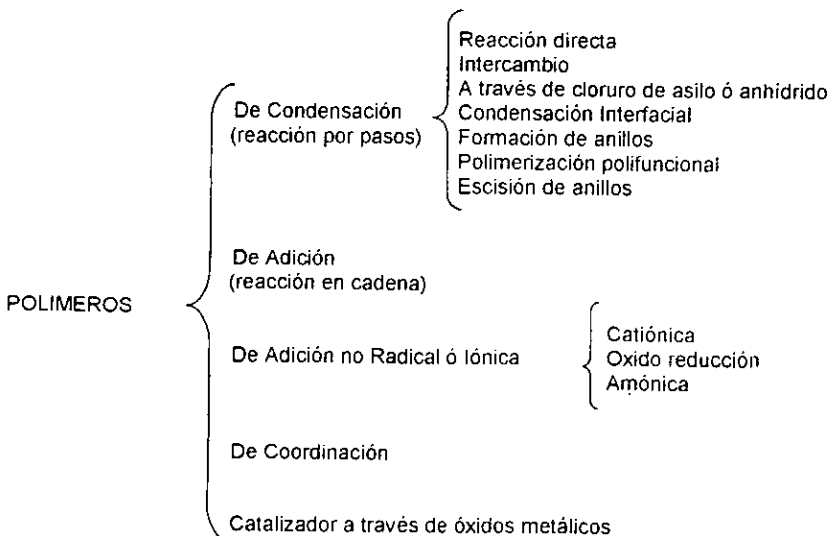 Reacción directa
Intercambio
A través de cloruro de asilo ó anhídrido
De Condensación
(reacción por pasos)
Condensación Interfacial
Formación de anillos
Polimerización polifuncional
Escisión de anillos
De Adición
(reacción en cadena)
POLIMEROS
De Adición no Radical ó Iónica
Catiónica
Oxido reducción
Amónica
De Coordinación
Catalizador a través de óxidos metálicos